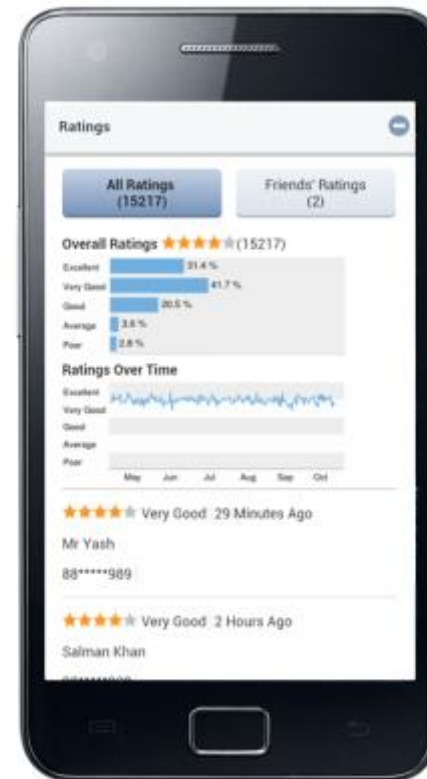 Ratings
All Ratings
(15217)
Friends' Ratings
(2)
Overall Ratings (15217)
Excellent 31.4 %
Very Good 41.7 %
Good 20.5 %
Average 3.6 %
Poor 2.8 %
Ratings Over Time
Excellent
Very Good
Good
Average
Poor
May Jun Jul Aug Sep Oct
Very Good 29 Minutes Ago
Mr Yash
88*****989
Very Good 2 Hours Ago
Salman Khan